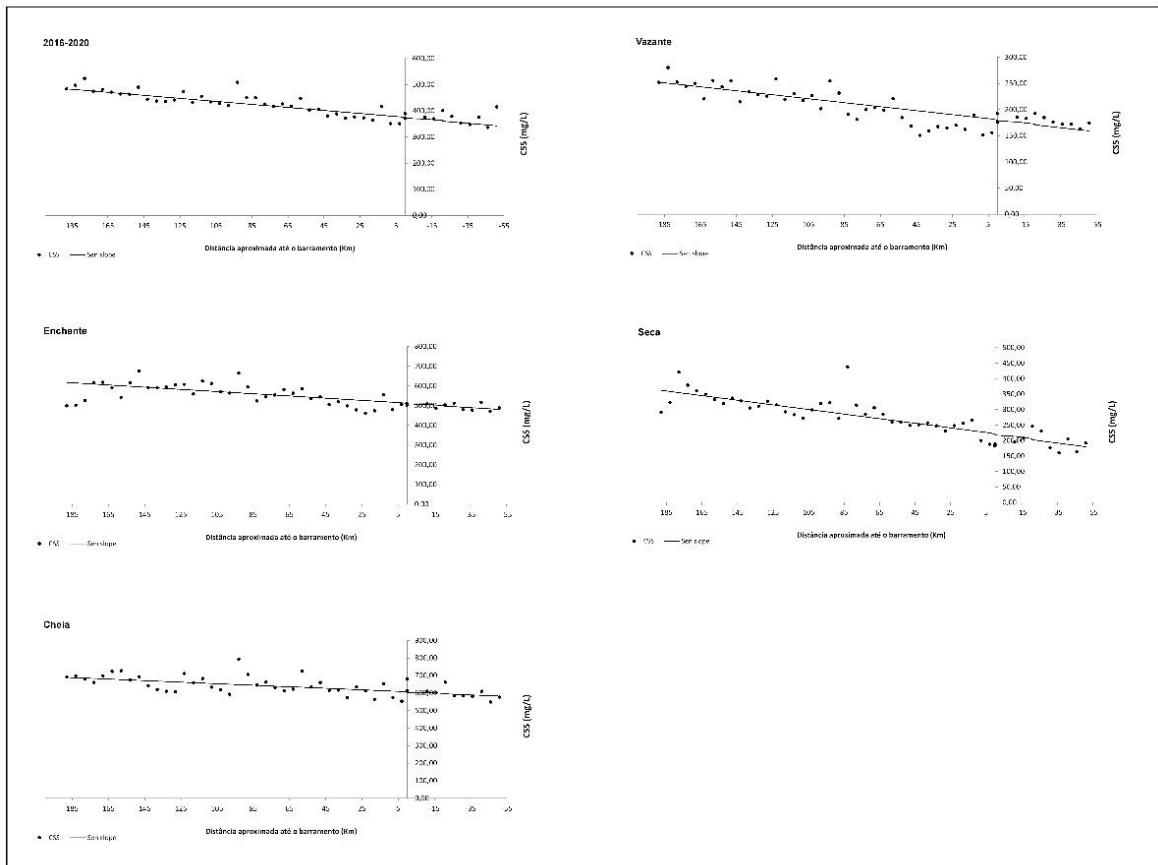 2016-2020
600,00
500,00
400,00
300,00
200,00
100,00
0,00
CSS (mg/L)
185 165 145 125 105 85 65 45 25 5 -15 -35 -55
Distância aproximada até o barramento (Km)
CSS Sen slope
Vazante
300,00
250,00
200,00
150,00
100,00
50,00
0,00
CSS (mg/L)
185 165 145 125 105 85 65 45 25 5 15 35 55
Distância aproximada até o barramento (Km)
CSS Sen slope
Enchente
800,00
700,00
600,00
500,00
400,00
300,00
200,00
100,00
0,00
CSS (mg/L)
185 165 145 125 105 85 65 45 25 5 15 35 55
Distância aproximada até o barramento (Km)
CSS Sen slope
Seca
500,00
450,00
400,00
350,00
300,00
250,00
200,00
150,00
100,00
50,00
0,00
CSS (mg/L)
185 165 145 125 105 85 65 45 25 5 15 35 55
Distância aproximada até o barramento (Km)
CSS Sen slope
Cheia
900,00
800,00
700,00
600,00
500,00
400,00
300,00
200,00
100,00
0,00
CSS (mg/L)
185 165 145 125 105 85 65 45 25 5 15 35 55
Distância aproximada até o barramento (Km)
CSS Sen slope